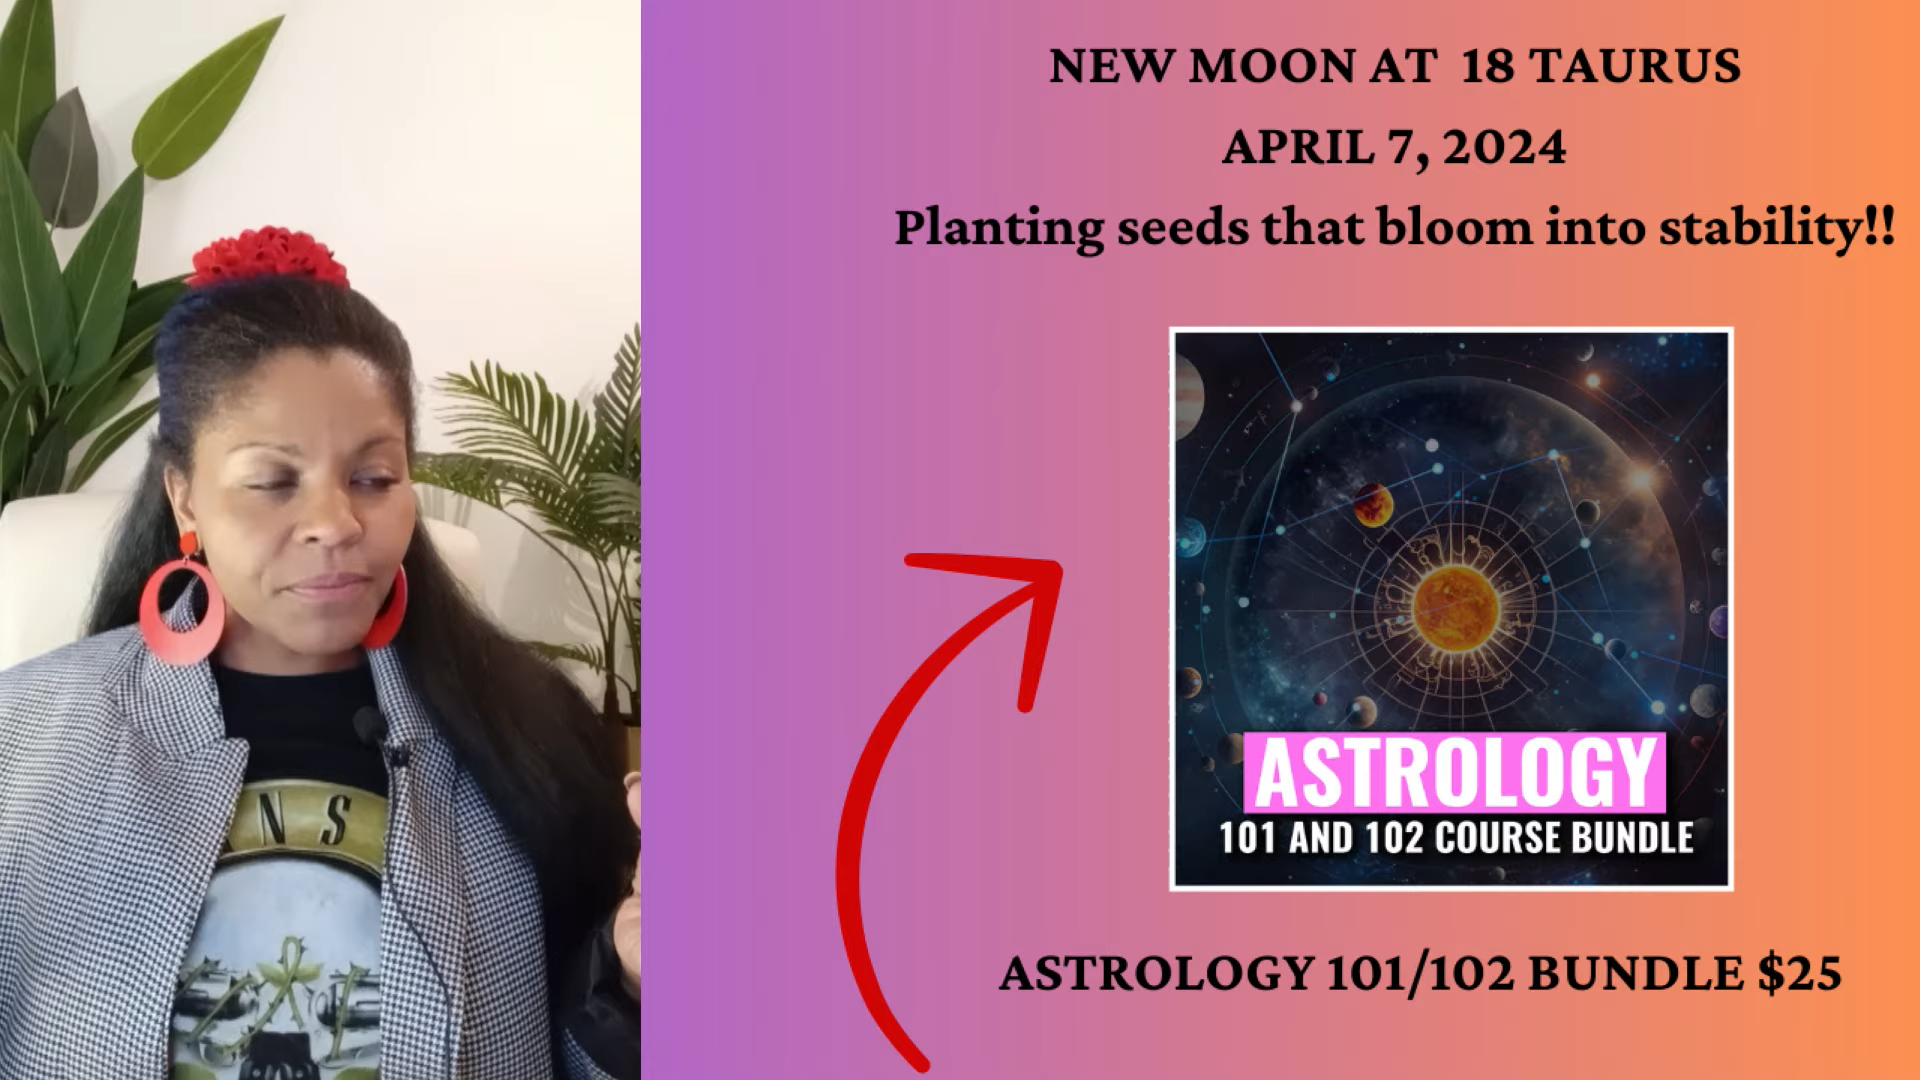 NEW MOON AT 18 TAURUS
APRIL 7, 2024
Planting seeds that bloom into stability!!
ASTROLOGY
101 AND 102 COURSE BUNDLE
ASTROLOGY 101/102 BUNDLE $25
NS